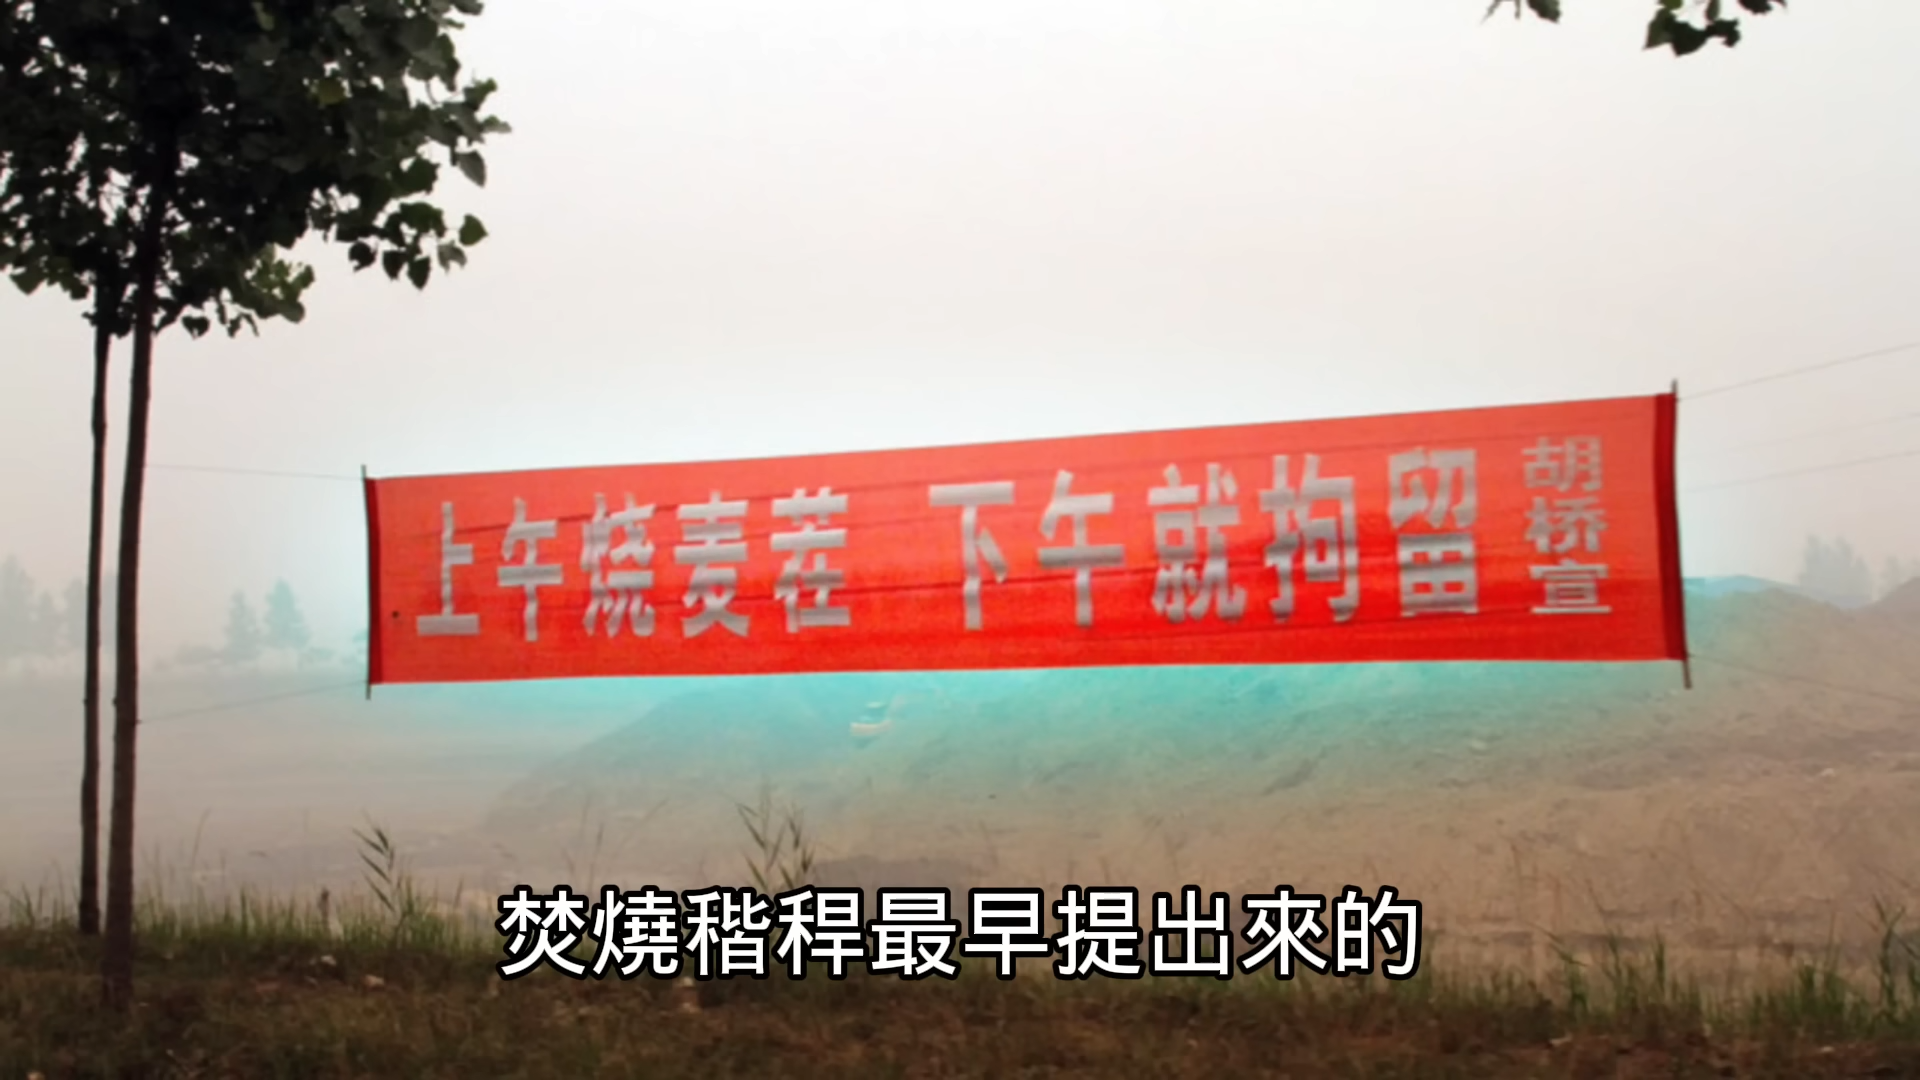 上午烧麦茬 下午就拘留
胡桥宣
焚燒稭稈最早提出來的